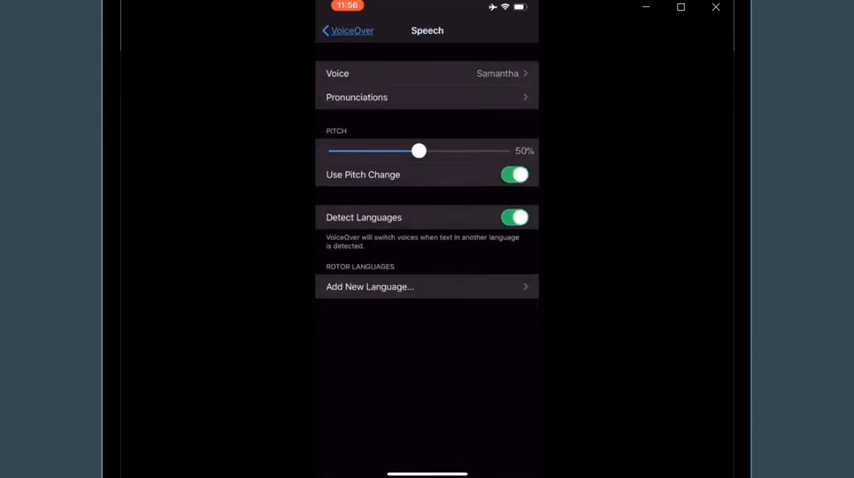 11:56
VoiceOver
Speech
Voice
Samantha
Pronunciations
PITCH
50%
Use Pitch Change
Detect Languages
VoiceOver will switch voices when text in another language
is detected.
ROTOR LANGUAGES
Add New Language...